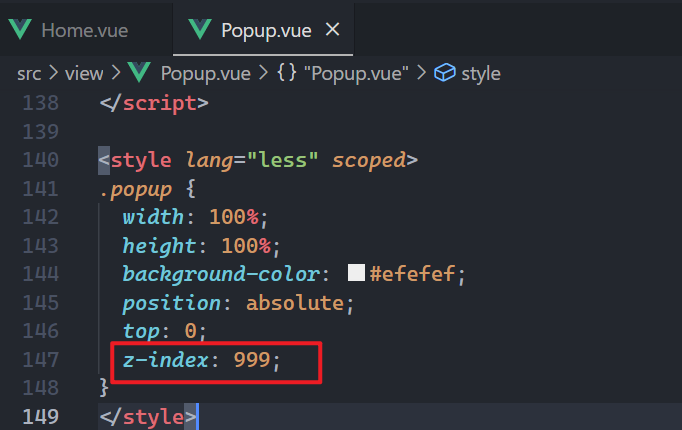 Home.vue Popup.vue ×
src > view > Popup.vue > {} "Popup.vue" > style
138 </script>
139
140 <style lang="less" scoped>
141 .popup {
142 width: 100%;
143 height: 100%;
144 background-color: #efefef;
145 position: absolute;
146 top: 0;
147 z-index: 999;
148 }
149 </style>